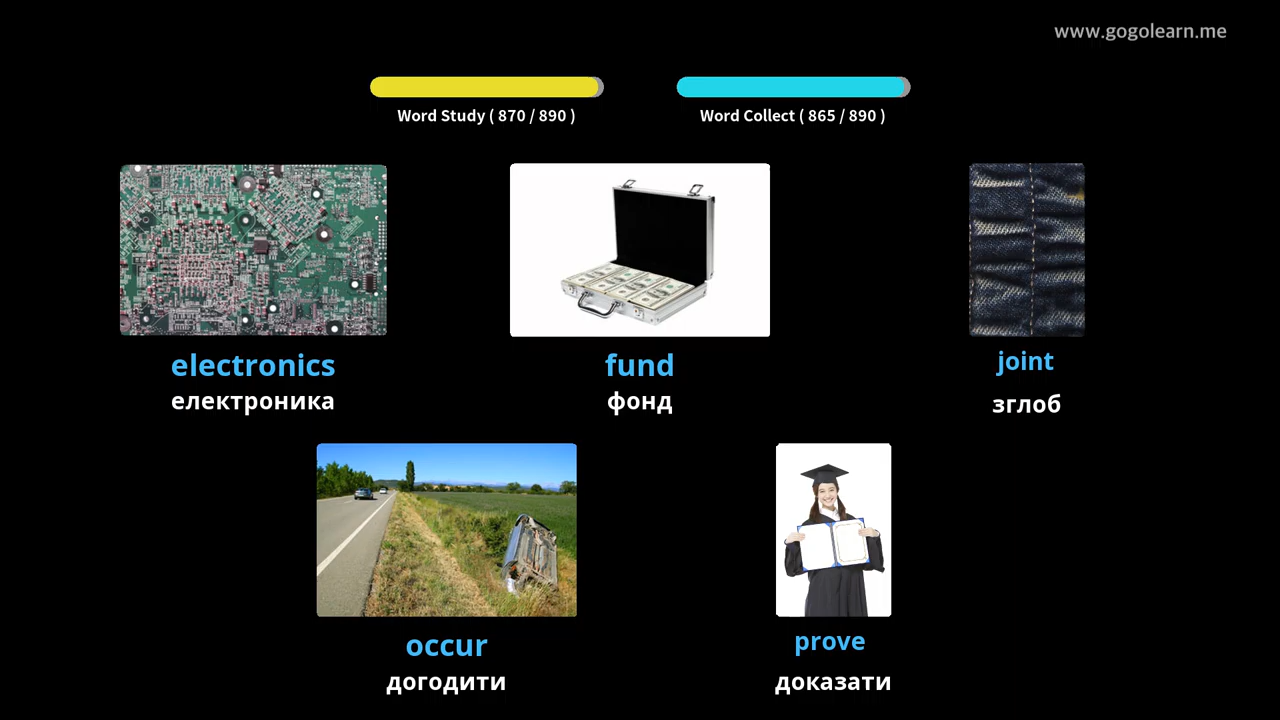 www.gogolearn.me
Word Study ( 870 / 890 )
Word Collect ( 865 / 890 )
electronics
електроника
fund
фонд
joint
зглоб
occur
догодити
prove
доказати